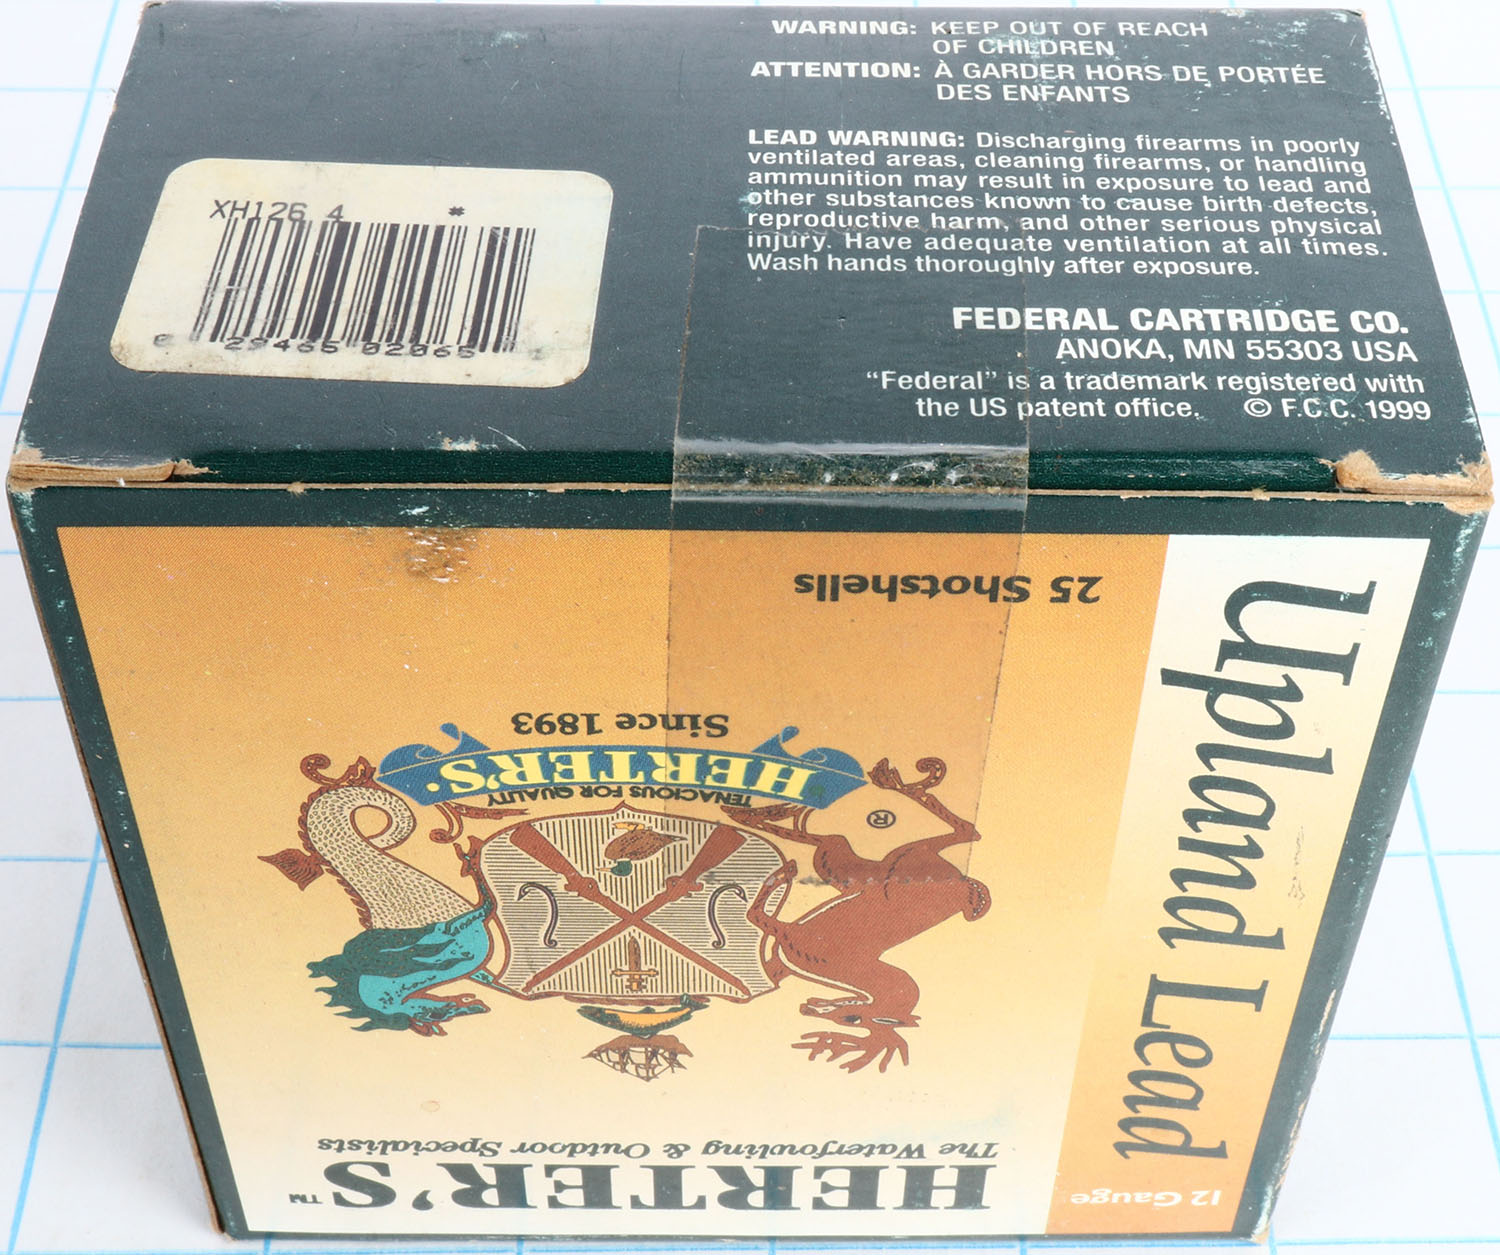 WARNING: KEEP OUT OF REACH
OF CHILDREN
ATTENTION: À GARDER HORS DE PORTÉE
DES ENFANTS
LEAD WARNING: Discharging firearms in poorly
ventilated areas, cleaning firearms, or handling
ammunition may result in exposure to lead and
other substances known to cause birth defects,
reproductive harm, and other serious physical
injury. Have adequate ventilation at all times.
Wash hands thoroughly after exposure.
FEDERAL CARTRIDGE CO.
ANOKA, MN 55303 USA
"Federal" is a trademark registered with
the US patent office. © F.C.C. 1999
XH126 4 *
0 29465 02065
HERTER'S™
The Waterfowling & Outdoor Specialists
TENACIOUS FOR QUALITY
®
HERTER'S
Since 1893
25 Shotshells
12 Gauge
Upland Lead